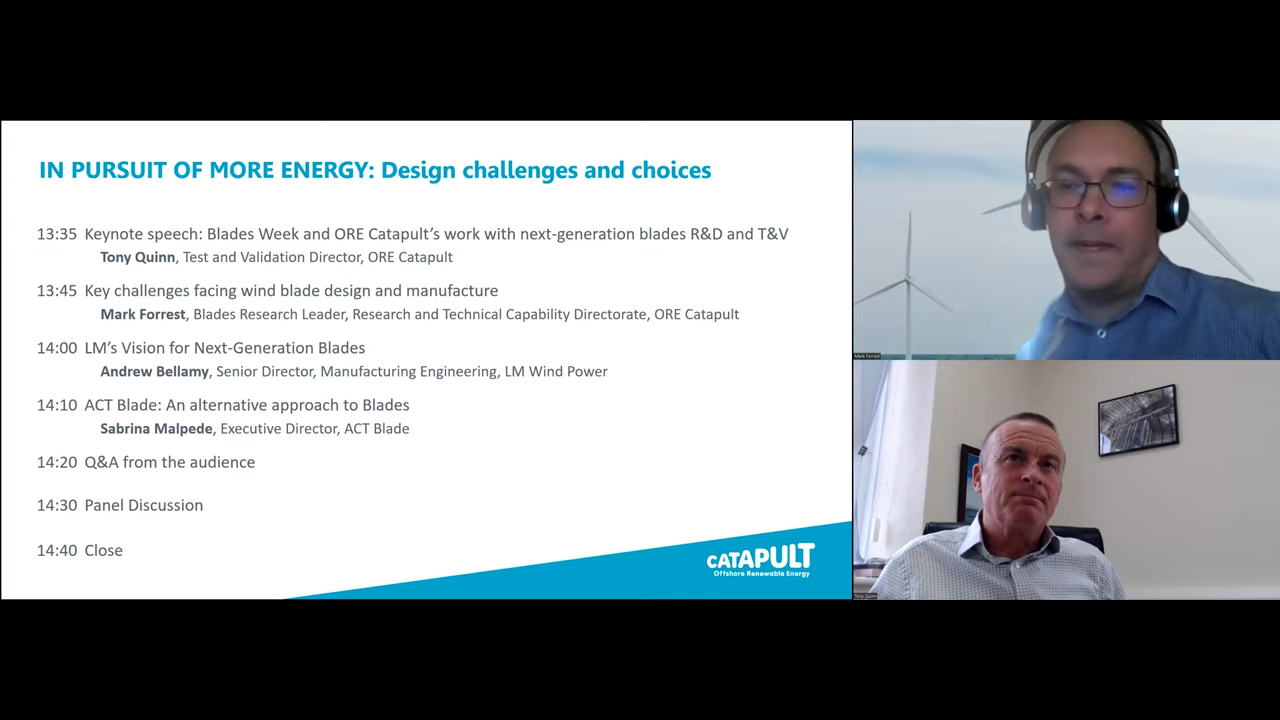 IN PURSUIT OF MORE ENERGY: Design challenges and choices
13:35 Keynote speech: Blades Week and ORE Catapult's work with next-generation blades R&D and T&V
Tony Quinn, Test and Validation Director, ORE Catapult
13:45 Key challenges facing wind blade design and manufacture
Mark Forrest, Blades Research Leader, Research and Technical Capability Directorate, ORE Catapult
14:00 LM's Vision for Next-Generation Blades
Andrew Bellamy, Senior Director, Manufacturing Engineering, LM Wind Power
14:10 ACT Blade: An alternative approach to Blades
Sabrina Malpede, Executive Director, ACT Blade
14:20 Q&A from the audience
14:30 Panel Discussion
14:40 Close
CATAPULT
Offshore Renewable Energy
Mark Forrest
Tony Quinn